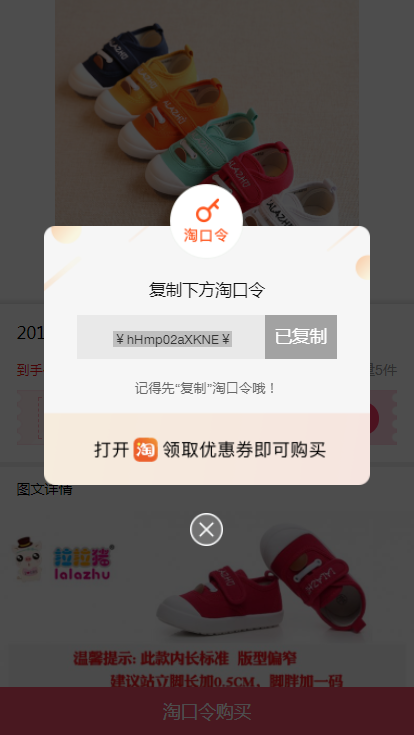 LALAZHU
淘口令
复制下方淘口令
￥hHmp02aXKNE￥ 已复制
记得先“复制”淘口令哦！
201
到手
5件
打开 淘 领取优惠券即可购买
图文详情
拉拉猪
lalazhu
温馨提示: 此款内长标准 版型偏窄
建议站立脚长加0.5CM，脚胖加一码
淘口令购买